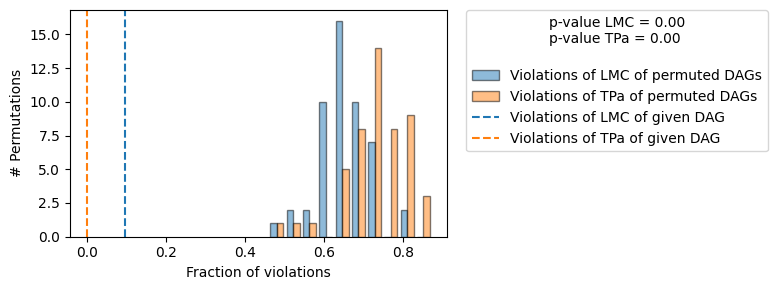 15.0
12.5
10.0
7.5
5.0
2.5
0.0
# Permutations
0.0 0.2 0.4 0.6 0.8
Fraction of violations
p-value LMC = 0.00
p-value TPa = 0.00
Violations of LMC of permuted DAGs
Violations of TPa of permuted DAGs
Violations of LMC of given DAG
Violations of TPa of given DAG